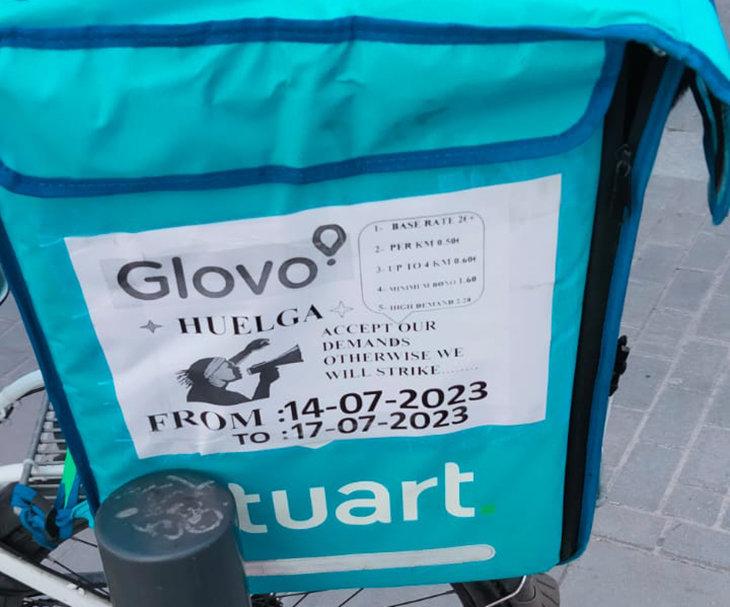 Glovo
1- BASE RATE 2€+
2- PER KM 0.50€
3- UP TO 4 KM 0.60€
4- MINIMUM BONO 1.60
5- HIGH DEMAND 2.20
HUELGA
ACCEPT OUR
DEMANDS
OTHERWISE WE
WILL STRIKE........
FROM :14-07-2023
TO :17-07-2023
tuart.